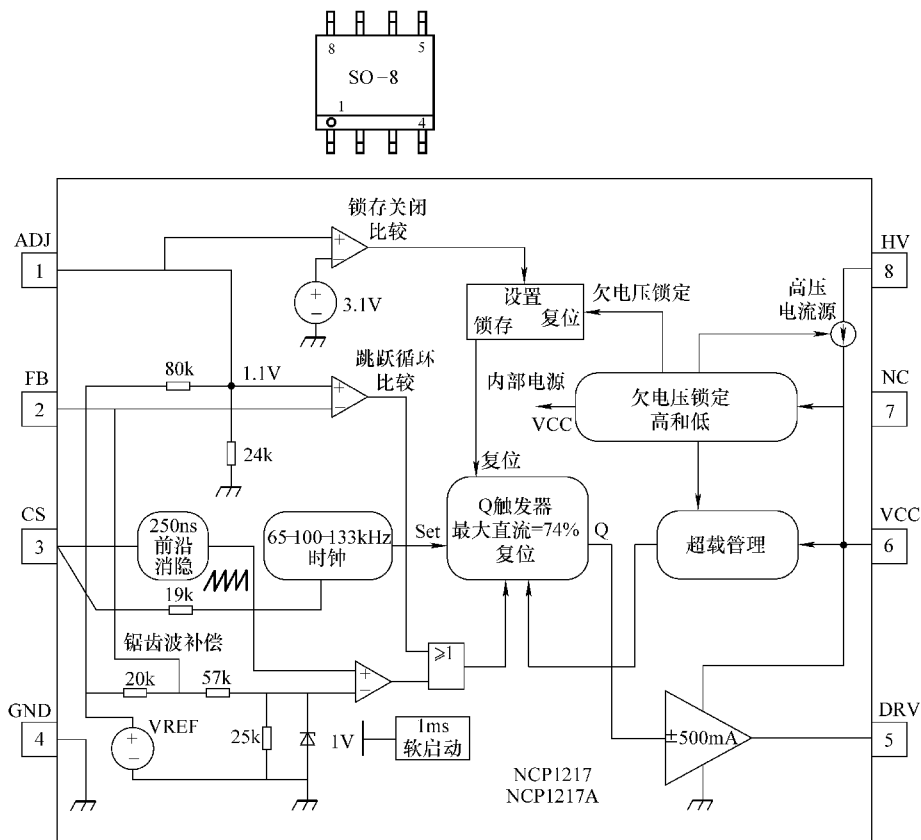 8 5
SO-8
1
4
ADJ
1
锁存关闭
比较
+
−
+
−
3.1V
设置
锁存 复位
欠电压锁定
HV
8
高压
电流源
FB
2
80k
1.1V
24k
跳跃循环
比较
+
−
内部电源
VCC
欠电压锁定
高和低
NC
7
复位
CS
3
250ns
前沿
消隐
65-100-133kHz
时钟
Set
Q触发器
最大直流=74%
复位
Q
超载管理
VCC
6
19k
锯齿波补偿
20k
57k
+
−
≥1
GND
4
VREF
+
−
25k
1V
1ms
软启动
±500mA
DRV
5
NCP1217
NCP1217A